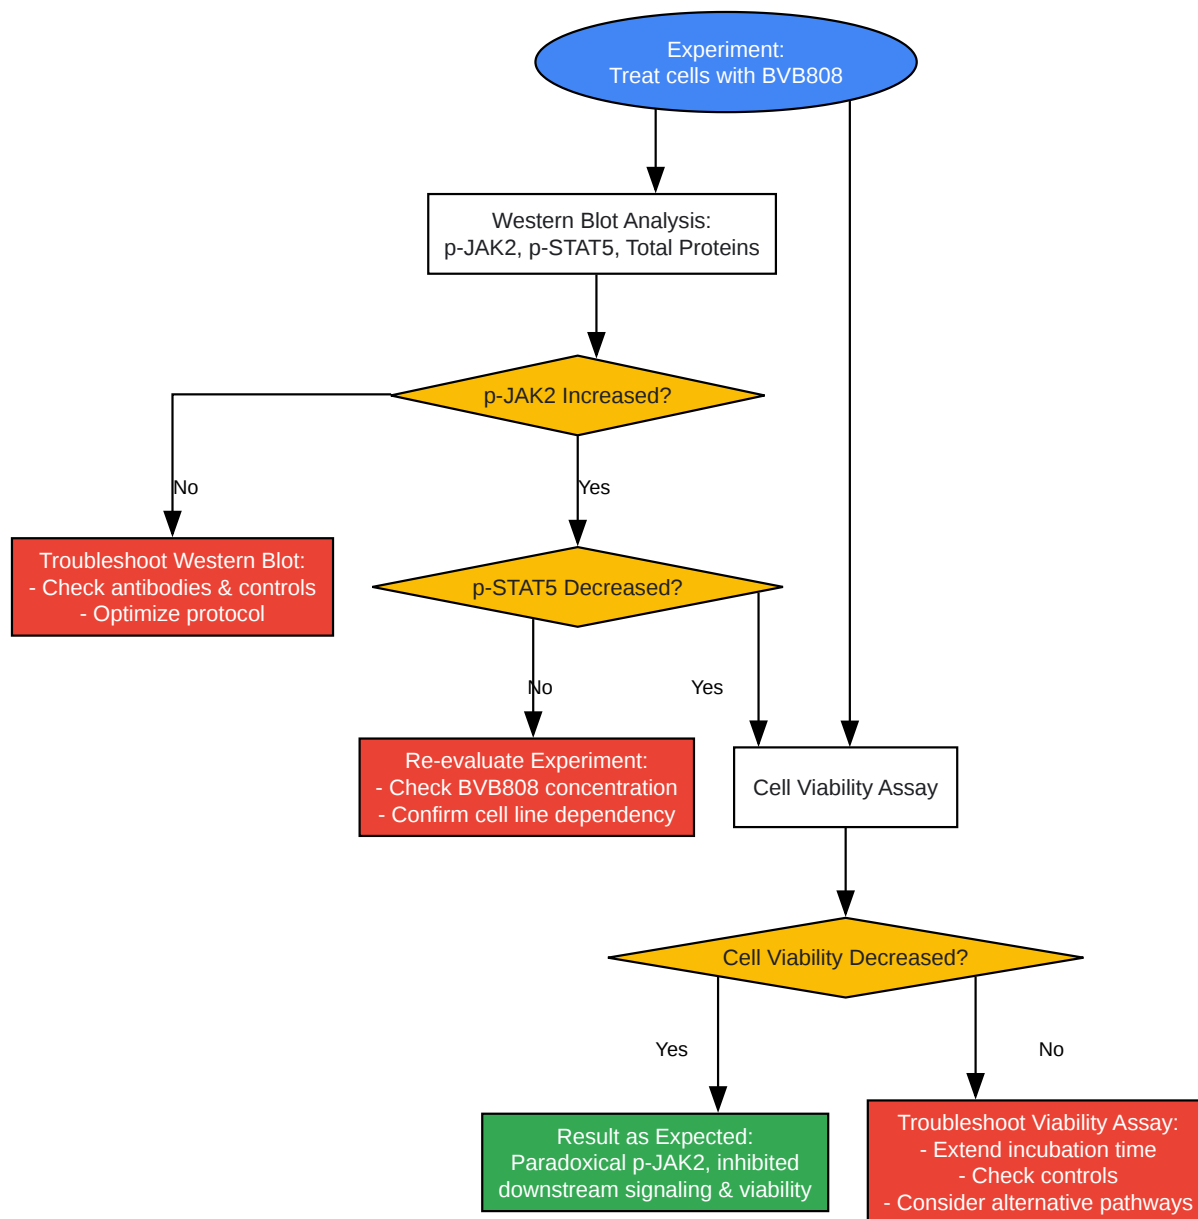 Experiment:
Treat cells with BVB808
Western Blot Analysis:
p-JAK2, p-STAT5, Total Proteins
p-JAK2 Increased?
No
Yes
Troubleshoot Western Blot:
- Check antibodies & controls
- Optimize protocol
p-STAT5 Decreased?
No
Yes
Re-evaluate Experiment:
- Check BVB808 concentration
- Confirm cell line dependency
Cell Viability Assay
Cell Viability Decreased?
Yes
No
Result as Expected:
Paradoxical p-JAK2, inhibited
downstream signaling & viability
Troubleshoot Viability Assay:
- Extend incubation time
- Check controls
- Consider alternative pathways